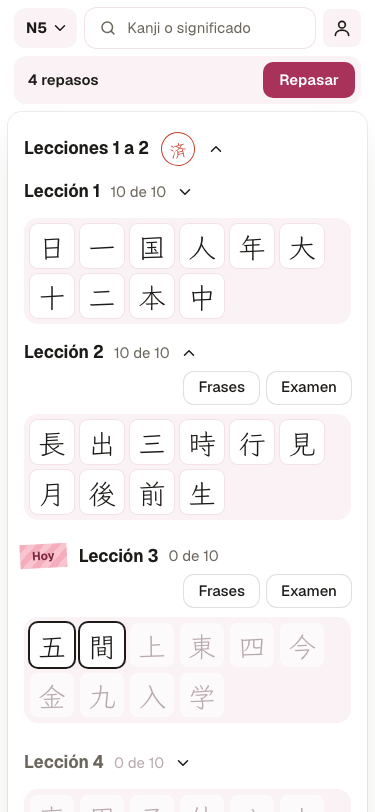 N5 Kanji o significado
4 repasos Repasar
Lecciones 1 a 2 済
Lección 1 10 de 10
日 一 国 人 年 大
十 二 本 中
Lección 2 10 de 10
Frases Examen
長 出 三 時 行 見
月 後 前 生
Hoy Lección 3 0 de 10
Frases Examen
五 間 上 東 四 今
金 九 入 学
Lección 4 0 de 10